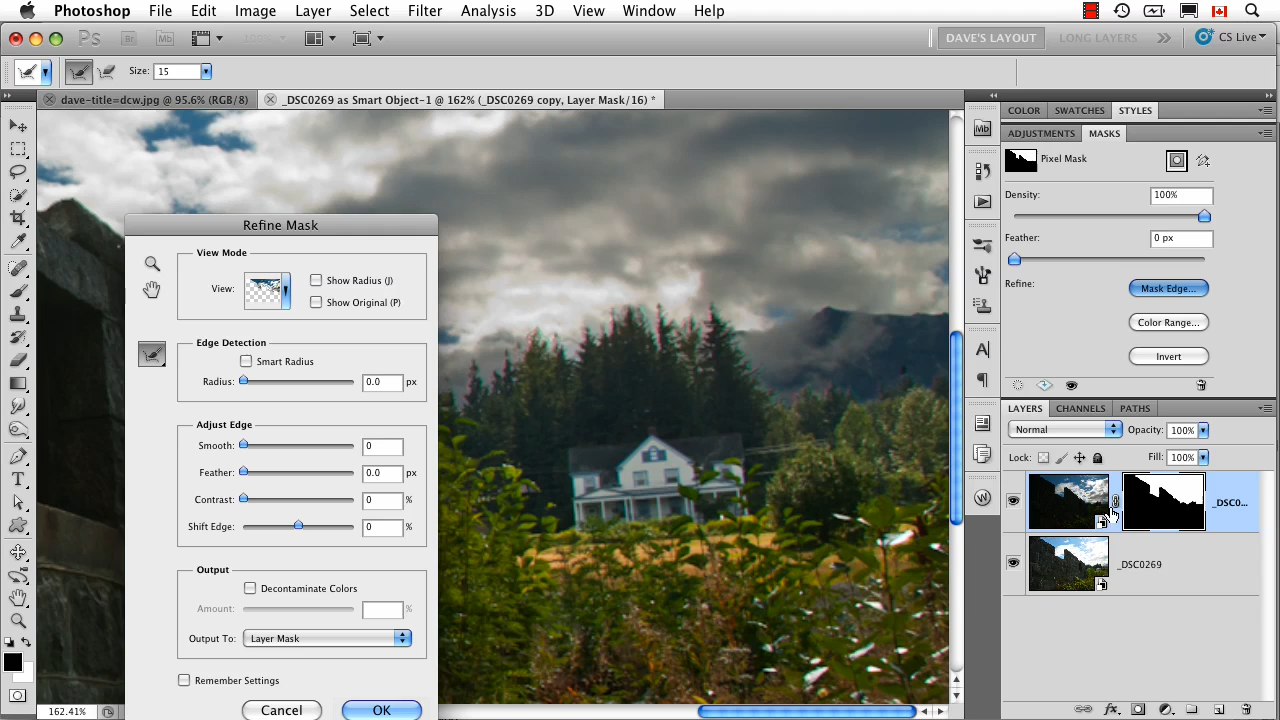 Photoshop File Edit Image Layer Select Filter Analysis 3D View Window Help
Ps Br Mb 100% DAVE'S LAYOUT LONG LAYERS CS Live
Size: 15
dave-title=dcw.jpg @ 95.6% (RGB/8) _DSC0269 as Smart Object-1 @ 162% (_DSC0269 copy, Layer Mask/16) *
Refine Mask
View Mode
View:
Show Radius (J)
Show Original (P)
Edge Detection
Smart Radius
Radius: 0.0 px
Adjust Edge
Smooth: 0
Feather: 0.0 px
Contrast: 0 %
Shift Edge: 0 %
Output
Decontaminate Colors
Amount: %
Output To: Layer Mask
Remember Settings
Cancel OK
162.41%
Mb
COLOR SWATCHES STYLES
ADJUSTMENTS MASKS
Pixel Mask
Density: 100%
Feather: 0 px
Refine: Mask Edge...
Color Range...
Invert
LAYERS CHANNELS PATHS
Normal Opacity: 100%
Lock: Fill: 100%
_DSC0...
_DSC0269